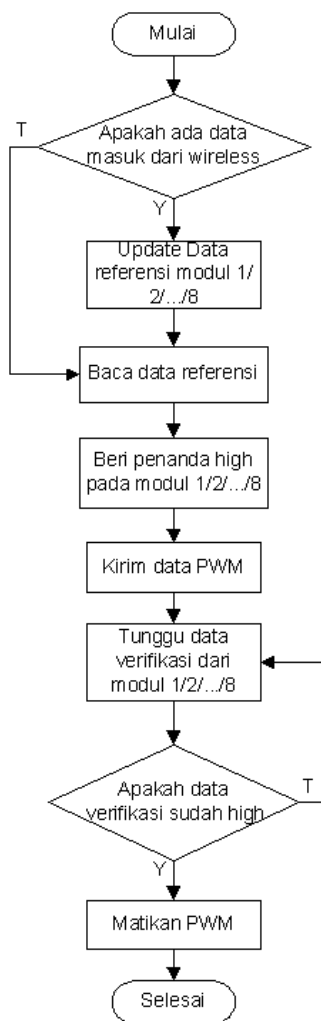 Mulai
T
Apakah ada data
masuk dari wireless
Y
Update Data
referensi modul 1/
2/.../8
Baca data referensi
Beri penanda high
pada modul 1/2/.../8
Kirim data PWM
Tunggu data
verifikasi dari
modul 1/2/.../8
Apakah data
verifikasi sudah high
T
Y
Matikan PWM
Selesai